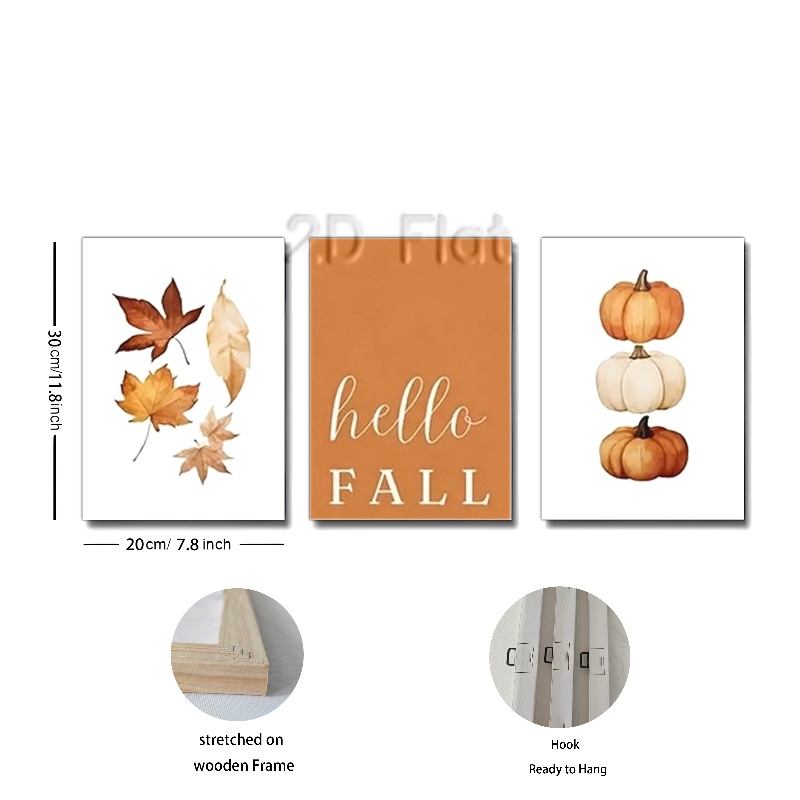 2D Flat
hello
FALL
30cm/11.8inch
20cm/ 7.8 inch
stretched on
wooden Frame
Hook
Ready to Hang